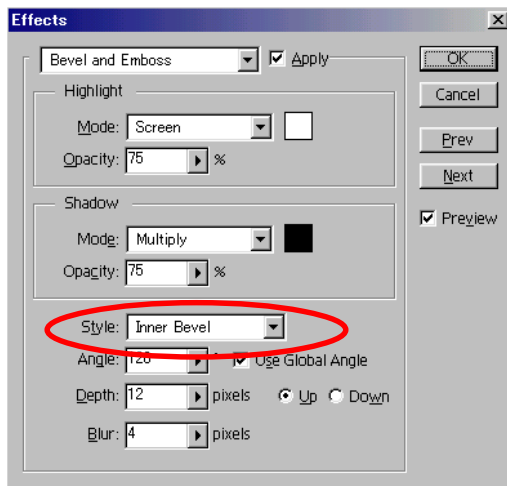 Effects
Bevel and Emboss Apply
OK
Highlight
Cancel
Mode: Screen
Prev
Opacity: 75 %
Next
Shadow
Preview
Mode: Multiply
Opacity: 75 %
Style: Inner Bevel
Angle: 120 ° Use Global Angle
Depth: 12 pixels Up Down
Blur: 4 pixels